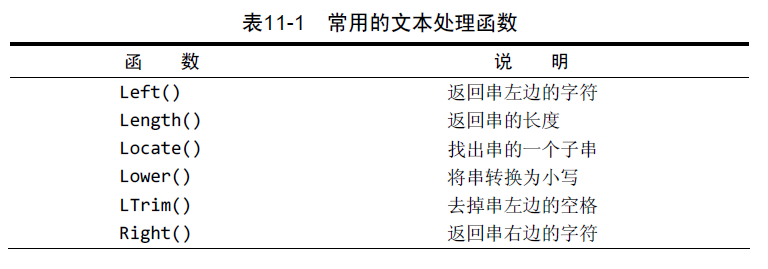 表11-1 常用的文本处理函数
函 数 说 明
Left() 返回串左边的字符
Length() 返回串的长度
Locate() 找出串的一个子串
Lower() 将串转换为小写
LTrim() 去掉串左边的空格
Right() 返回串右边的字符